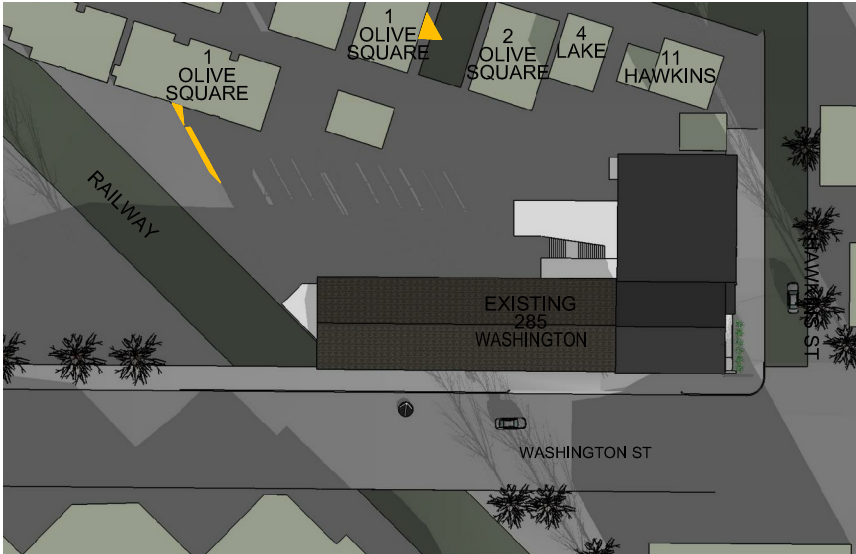 1
OLIVE
SQUARE
1
OLIVE
SQUARE
2
OLIVE
SQUARE
4
LAKE
11
HAWKINS
RAILWAY
EXISTING
285
WASHINGTON
HAWKINS ST
WASHINGTON ST